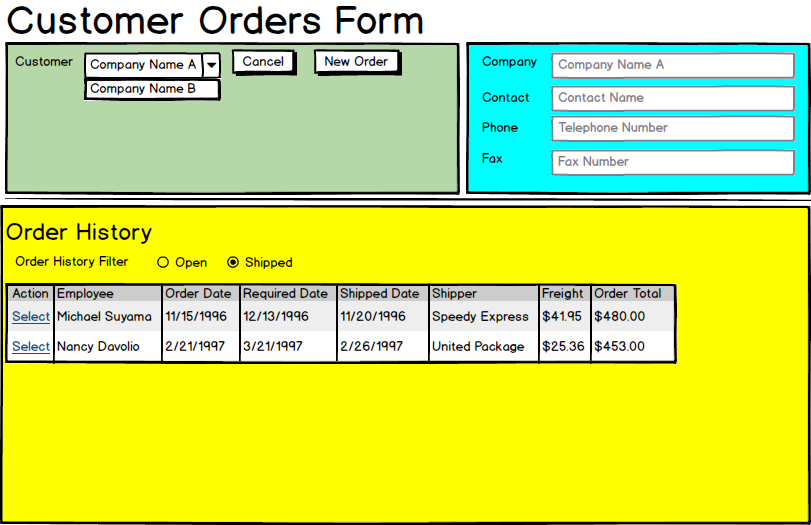 Customer Orders Form
Customer
Company Name A
Company Name B
Cancel
New Order
Company
Company Name A
Contact
Contact Name
Phone
Telephone Number
Fax
Fax Number
Order History
Order History Filter Open Shipped
Action Employee Order Date Required Date Shipped Date Shipper Freight Order Total
Select Michael Suyama 11/15/1996 12/13/1996 11/20/1996 Speedy Express $41.95 $480.00
Select Nancy Davolio 2/21/1997 3/21/1997 2/26/1997 United Package $25.36 $453.00